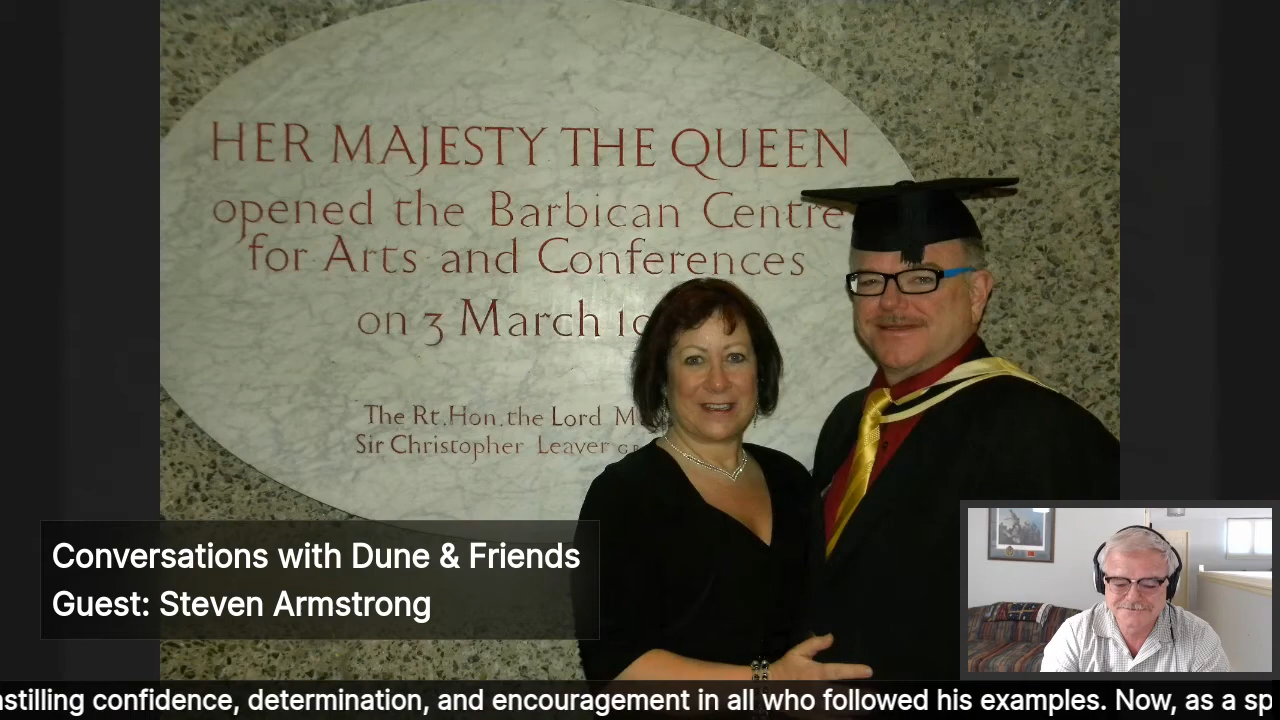 HER MAJESTY THE QUEEN
opened the Barbican Centre
for Arts and Conferences
on 3 March
The Rt. Hon. the Lord
Sir Christopher Leaver
Conversations with Dune & Friends
Guest: Steven Armstrong
confidence, determination, and encouragement in all who followed his examples. Now, as a